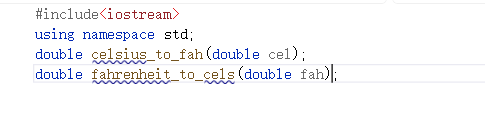 #include<iostream>
using namespace std;
double celsius_to_fah(double cel);
double fahrenheit_to_cels(double fah);